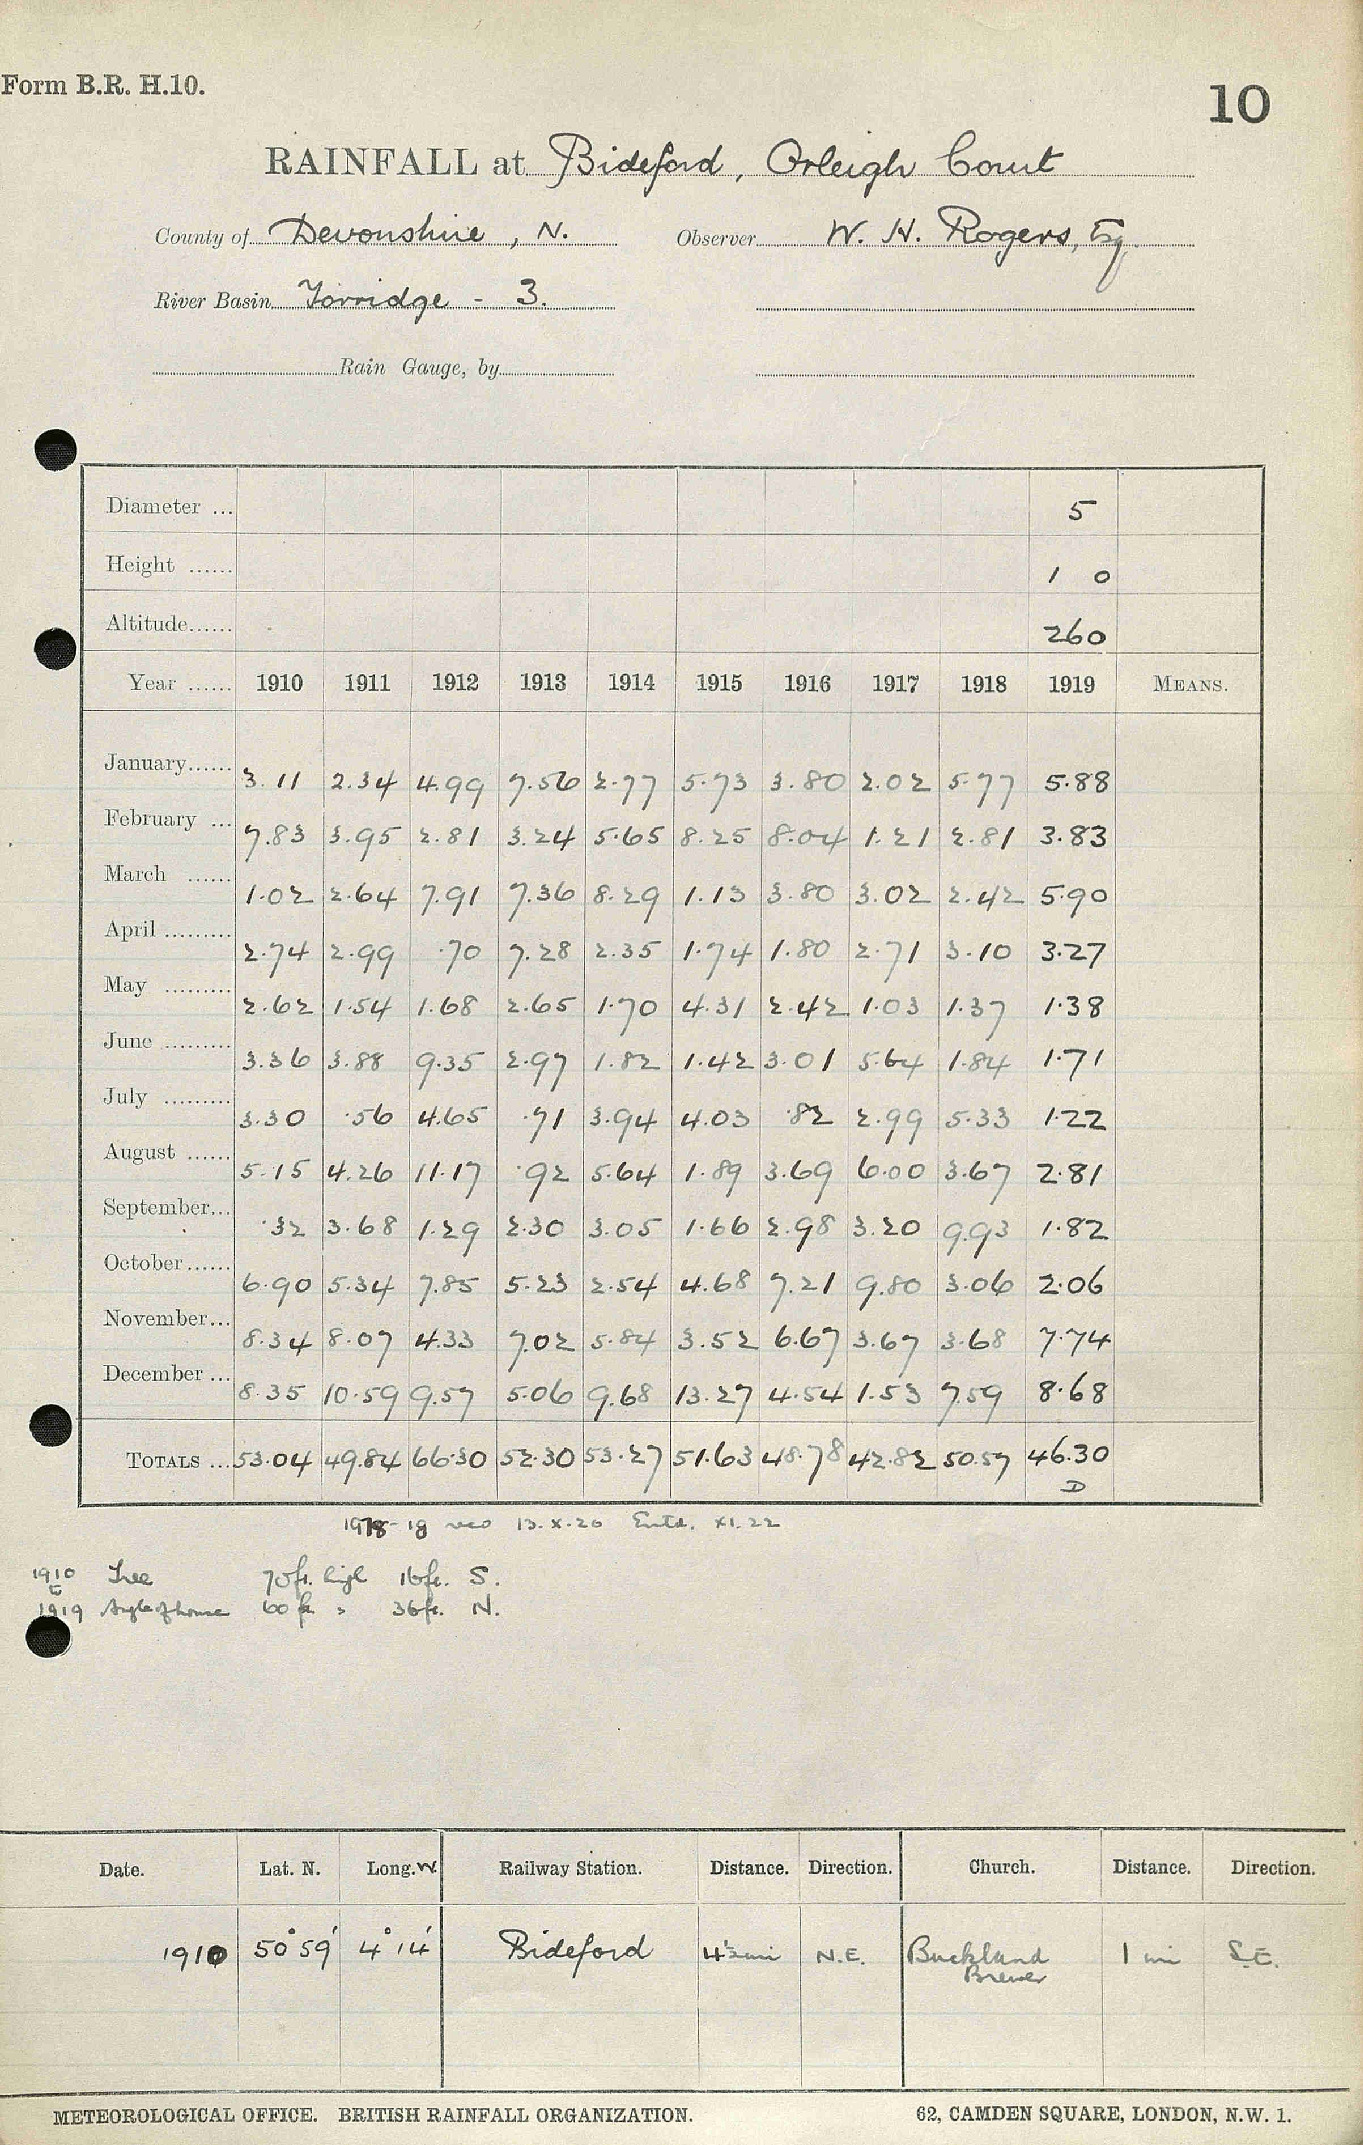 Form B.R. H.10.
10
RAINFALL at Bideford, Orleigh Court
County of Devonshire, N. Observer W. H. Rogers, Esq.
River Basin Torridge - 3.
Rain Gauge, by
Diameter ... 5
Height ...... 1 0
Altitude...... 260
Year ...... 1910 1911 1912 1913 1914 1915 1916 1917 1918 1919 MEANS.
January...... 3.11 2.34 4.99 7.56 2.77 5.73 3.80 2.02 5.77 5.88
February ... 7.83 3.95 2.81 3.24 5.65 8.25 8.04 1.21 2.81 3.83
March ...... 1.02 2.64 7.91 7.36 8.29 1.13 3.80 3.02 2.42 5.90
April ......... 2.74 2.99 .70 7.28 2.35 1.74 1.80 2.71 3.10 3.27
May ......... 2.62 1.54 1.68 2.65 1.70 4.31 2.42 1.03 1.37 1.38
June ......... 3.36 3.88 9.35 2.97 1.82 1.42 3.01 5.64 1.84 1.71
July ......... 3.30 .56 4.65 .71 3.94 4.03 .82 2.99 5.33 1.22
August ...... 5.15 4.26 11.17 .92 5.64 1.89 3.69 6.00 3.67 2.81
September... .32 3.68 1.29 2.30 3.05 1.66 2.98 3.20 9.93 1.82
October...... 6.90 5.34 7.85 5.23 2.54 4.68 7.21 9.80 3.06 2.06
November... 8.34 8.07 4.33 7.02 5.84 3.52 6.67 3.67 3.68 7.74
December ... 8.35 10.59 9.57 5.06 9.68 13.27 4.54 1.53 7.59 8.68
TOTALS ... 53.04 49.84 66.30 52.30 53.27 51.63 48.78 42.82 50.57 46.30
D
18 rec 13.X.20 Entd. XI.22
1910 Tree 70ft. high 16ft. S.
1919 Angle of house 60ft " 36ft. N.
Date. Lat. N. Long. W. Railway Station. Distance. Direction. Church. Distance. Direction.
1910 50°59' 4°14' Bideford N.E. Buckland 1 mi S.E.
Brewer
METEOROLOGICAL OFFICE. BRITISH RAINFALL ORGANIZATION. 62, CAMDEN SQUARE, LONDON, N.W. 1.